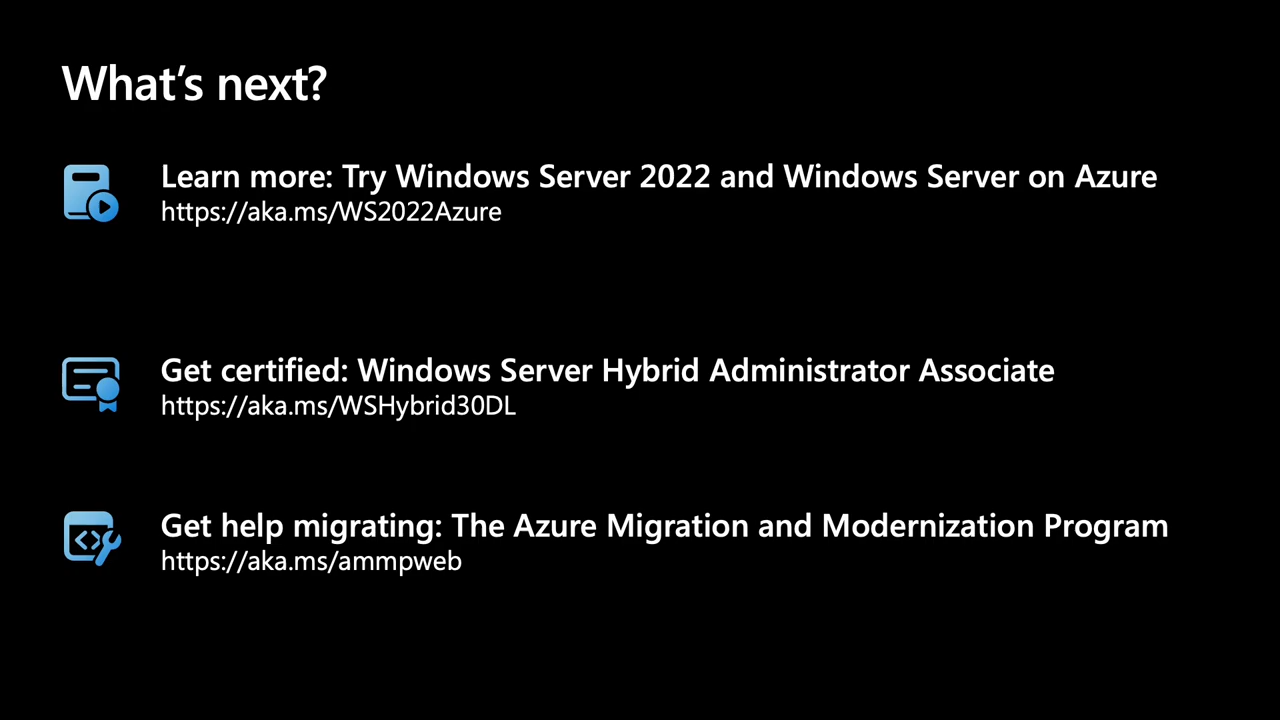 What’s next?
Learn more: Try Windows Server 2022 and Windows Server on Azure
https://aka.ms/WS2022Azure
Get certified: Windows Server Hybrid Administrator Associate
https://aka.ms/WSHybrid30DL
Get help migrating: The Azure Migration and Modernization Program
https://aka.ms/ammpweb